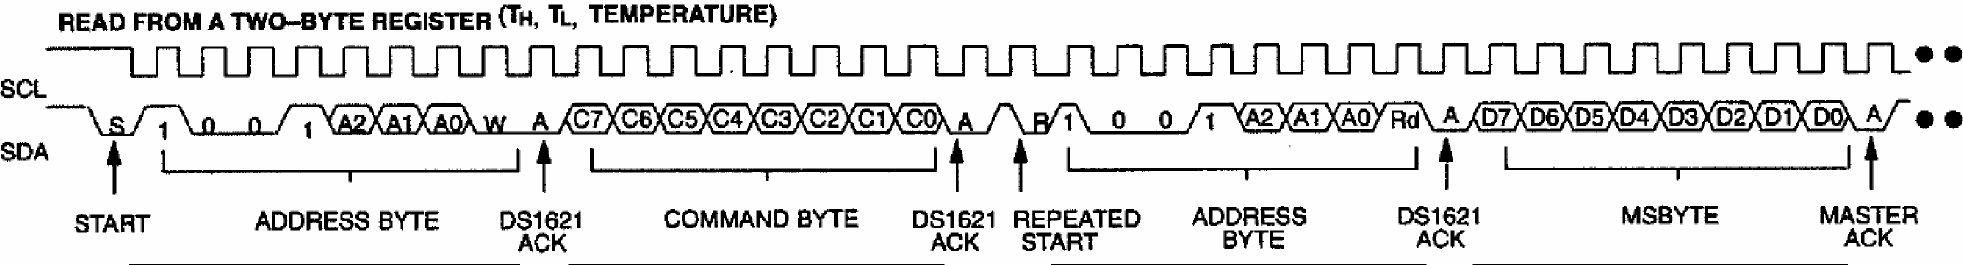 READ FROM A TWO–BYTE REGISTER (TH, TL, TEMPERATURE)
SCL
SDA
S 1 0 0 1 A2 A1 A0 W A C7 C6 C5 C4 C3 C2 C1 C0 A R 1 0 0 1 A2 A1 A0 Rd A D7 D6 D5 D4 D3 D2 D1 D0 A
START ADDRESS BYTE DS1621 ACK COMMAND BYTE DS1621 ACK REPEATED START ADDRESS BYTE DS1621 ACK MSBYTE MASTER ACK